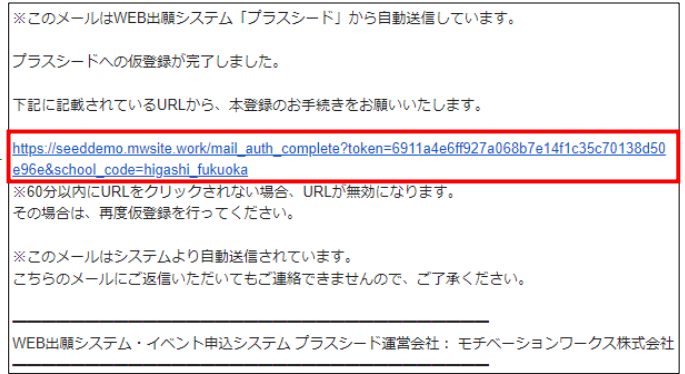 ※このメールはWEB出願システム「プラスシード」から自動送信しています。
プラスシードへの仮登録が完了しました。
下記に記載されているURLから、本登録のお手続きをお願いいたします。
https://seeddemo.mwsite.work/mail_auth_complete?token=6911a4e6ff927a068b7e14f1c35c70138d50
e96e&school_code=higashi_fukuoka
※60分以内にURLをクリックされない場合、URLが無効になります。
その場合は、再度仮登録を行ってください。
※このメールはシステムより自動送信されています。
こちらのメールにご返信いただいてもご連絡できませんので、ご了承ください。
WEB出願システム・イベント申込システム プラスシード運営会社： モチベーションワークス株式会社